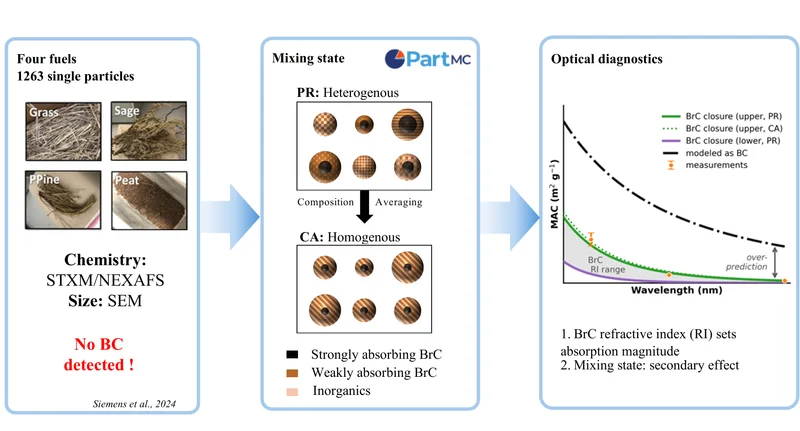 Four fuels
1263 single particles
Grass
Sage
PPine
Peat
Chemistry:
STXM/NEXAFS
Size: SEM
No BC
detected !
Siemens et al., 2024
Mixing state
PartMC
PR: Heterogenous
Composition Averaging
CA: Homogenous
Strongly absorbing BrC
Weakly absorbing BrC
Inorganics
Optical diagnostics
BrC closure (upper, PR)
BrC closure (upper, CA)
BrC closure (lower, PR)
modeled as BC
measurements
MAC (m² g⁻¹)
BrC
RI range
over-
prediction
Wavelength (nm)
1. BrC refractive index (RI) sets
absorption magnitude
2. Mixing state: secondary effect